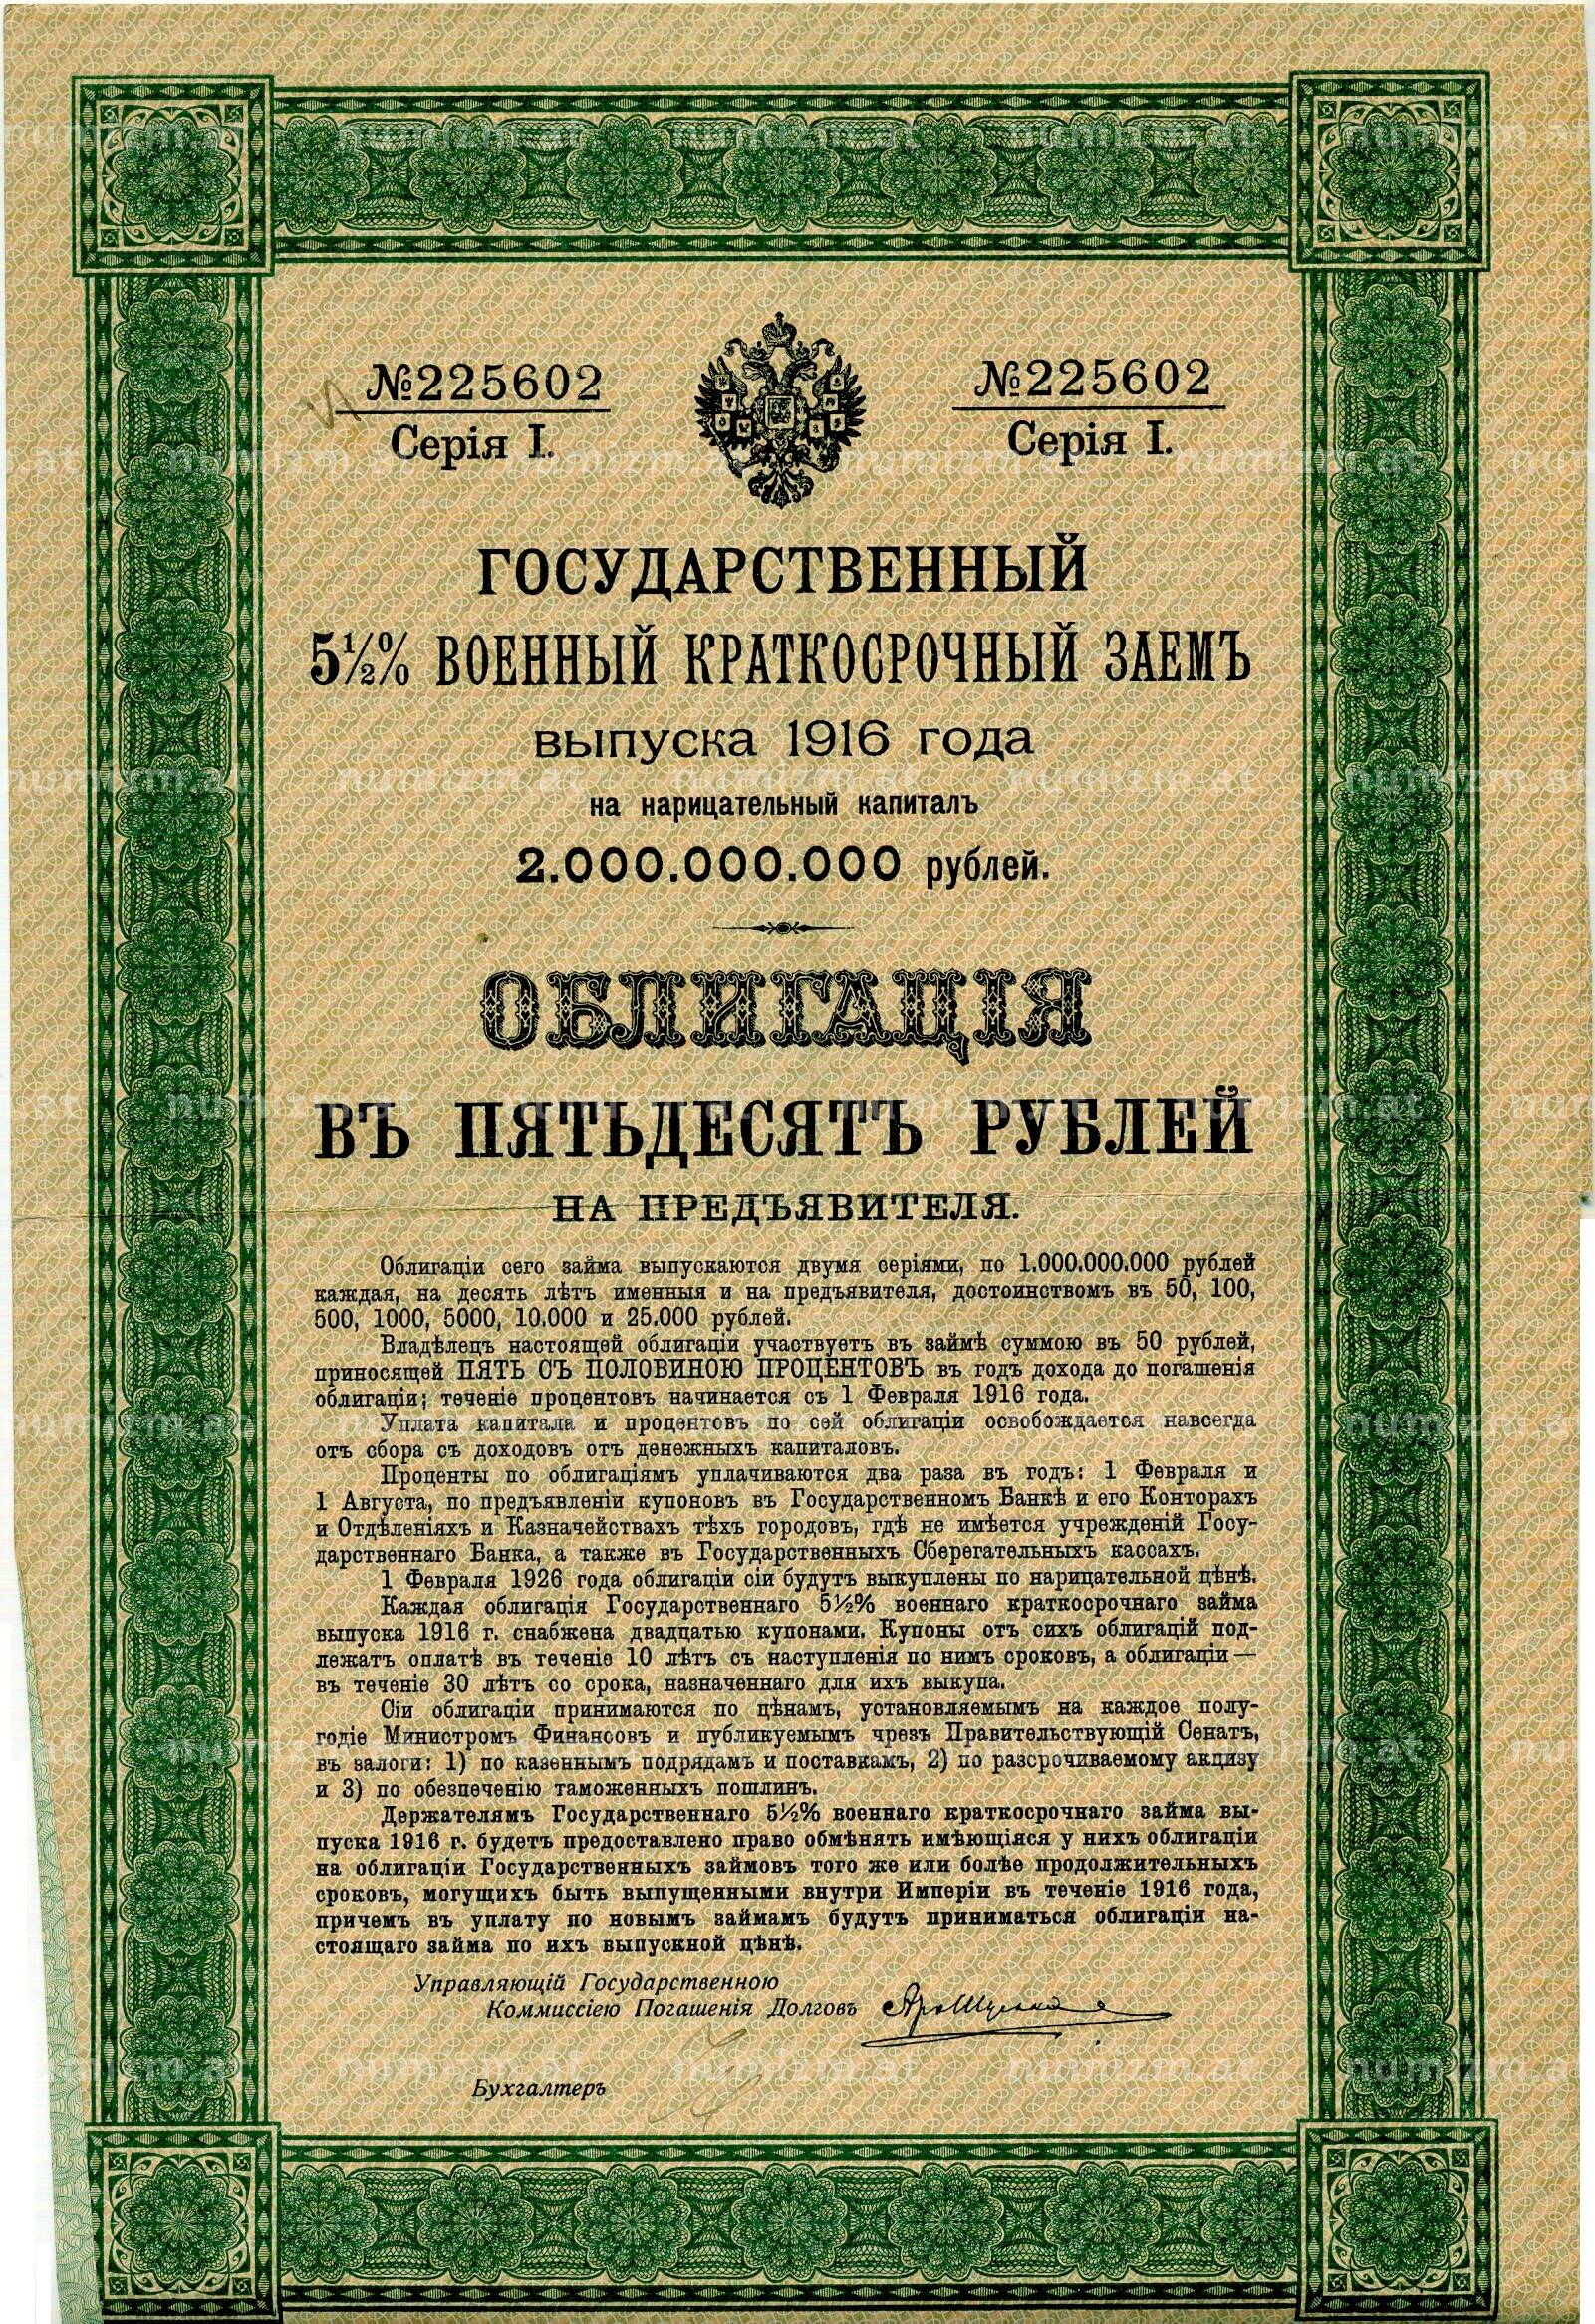 №225602
Серія I.
№225602
Серія I.
ГОСУДАРСТВЕННЫЙ
5½% ВОЕННЫЙ КРАТКОСРОЧНЫЙ ЗАЕМЪ
выпуска 1916 года
на нарицательный капиталъ
2.000.000.000 рублей.
ОБЛИГАЦІЯ
ВЪ ПЯТЬДЕСЯТЪ РУБЛЕЙ
НА ПРЕДЪЯВИТЕЛЯ.
Облигаціи сего займа выпускаются двумя серіями, по 1.000.000.000 рублей
каждая, на десять лѣтъ именныя и на предъявителя, достоинствомъ въ 50, 100,
500, 1000, 5000, 10.000 и 25.000 рублей.
Владѣлецъ настоящей облигаціи участвуетъ въ займѣ суммою въ 50 рублей,
приносящей ПЯТЬ СЪ ПОЛОВИНОЮ ПРОЦЕНТОВЪ въ годъ дохода до погашенія
облигаціи; теченіе процентовъ начинается съ 1 Февраля 1916 года.
Уплата капитала и процентовъ по сей облигаціи освобождается навсегда
отъ сбора съ доходовъ отъ денежныхъ капиталовъ.
Проценты по облигаціямъ уплачиваются два раза въ годъ: 1 Февраля и
1 Августа, по предъявленіи купоновъ въ Государственномъ Банкѣ и его Конторахъ
и Отдѣленіяхъ и Казначействахъ тѣхъ городовъ, гдѣ не имѣется учрежденій Госу-
дарственнаго Банка, а также въ Государственныхъ Сберегательныхъ кассахъ.
1 Февраля 1926 года облигаціи сіи будутъ выкуплены по нарицательной цѣнѣ.
Каждая облигація Государственнаго 5½% военнаго краткосрочнаго займа
выпуска 1916 г. снабжена двадцатью купонами. Купоны отъ сихъ облигацій под-
лежатъ оплатѣ въ теченіе 10 лѣтъ съ наступленія по нимъ сроковъ, а облигаціи —
въ теченіе 30 лѣтъ со срока, назначеннаго для ихъ выкупа.
Сіи облигаціи принимаются по цѣнамъ, установляемымъ на каждое полу-
годіе Министромъ Финансовъ и публикуемымъ чрезъ Правительствующій Сенатъ,
въ залоги: 1) по казеннымъ подрядамъ и поставкамъ, 2) по разсрочиваемому акцизу
и 3) по обезпеченію таможенныхъ пошлинъ.
Держателямъ Государственнаго 5½% военнаго краткосрочнаго займа вы-
пуска 1916 г. будетъ предоставлено право обмѣнять имѣющіяся у нихъ облигаціи
на облигаціи Государственныхъ займовъ того же или болѣе продолжительныхъ
сроковъ, могущихъ быть выпущенными внутри Имперіи въ теченіе 1916 года,
причемъ въ уплату по новымъ займамъ будутъ приниматься облигаціи на-
стоящаго займа по ихъ выпускной цѣнѣ.
Управляющій Государственною
Коммиссіею Погашенія Долговъ
Бухгалтеръ
numizm.at